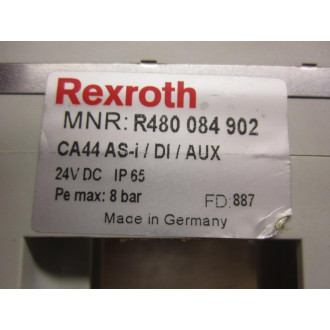 Rexroth
MNR: R480 084 902
CA44 AS-i / DI / AUX
24V DC IP 65
Pe max: 8 bar FD: 887
Made in Germany